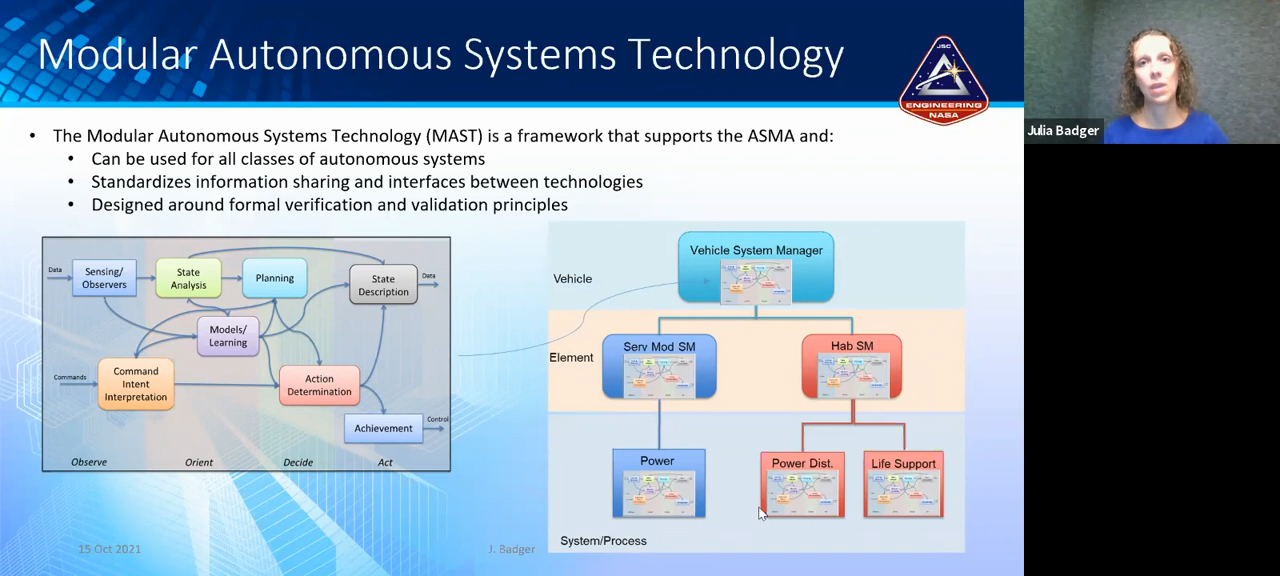 Modular Autonomous Systems Technology
JSC
ENGINEERING
NASA
Julia Badger
• The Modular Autonomous Systems Technology (MAST) is a framework that supports the ASMA and:
• Can be used for all classes of autonomous systems
• Standardizes information sharing and interfaces between technologies
• Designed around formal verification and validation principles
Data
Sensing/
Observers
State
Analysis
Planning
State
Description
Data
Models/
Learning
Commands
Command
Intent
Interpretation
Action
Determination
Achievement
Control
Observe
Orient
Decide
Act
Vehicle
Vehicle System Manager
Element
Serv Mod SM
Hab SM
Power
Power Dist.
Life Support
System/Process
15 Oct 2021
J. Badger